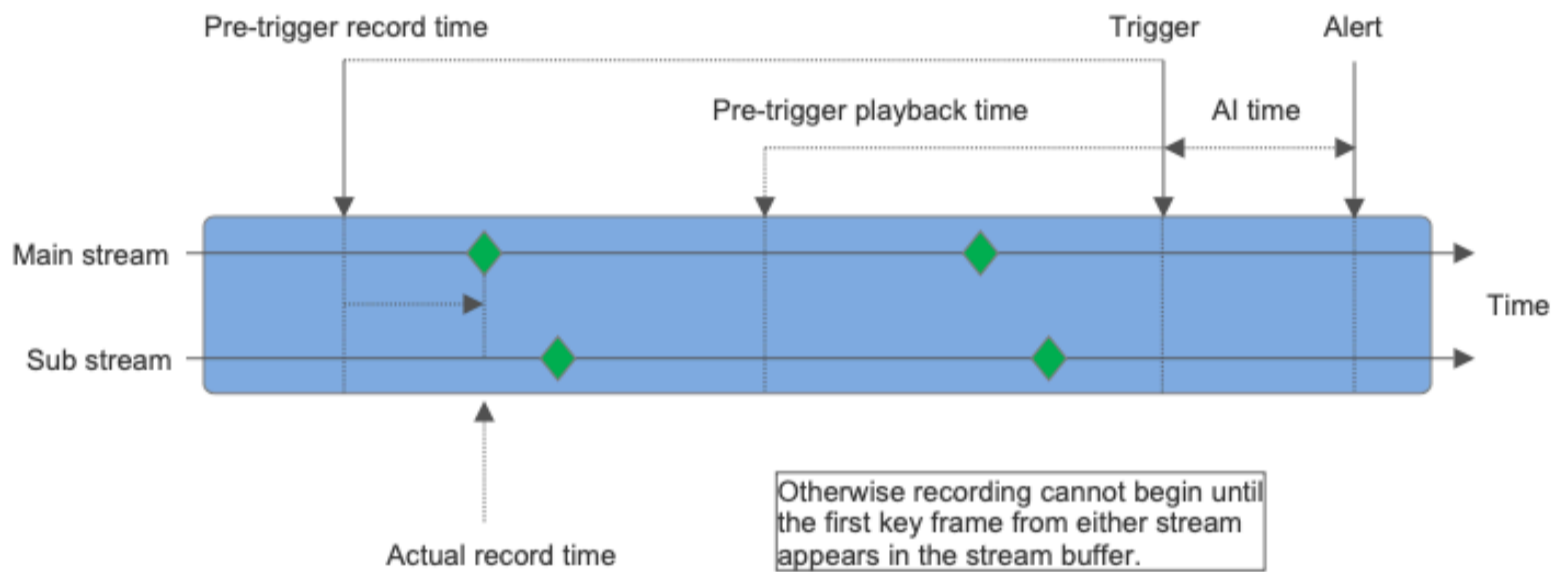 Pre-trigger record time
Trigger
Alert
Pre-trigger playback time
AI time
Main stream
Time
Sub stream
Otherwise recording cannot begin until
the first key frame from either stream
appears in the stream buffer.
Actual record time